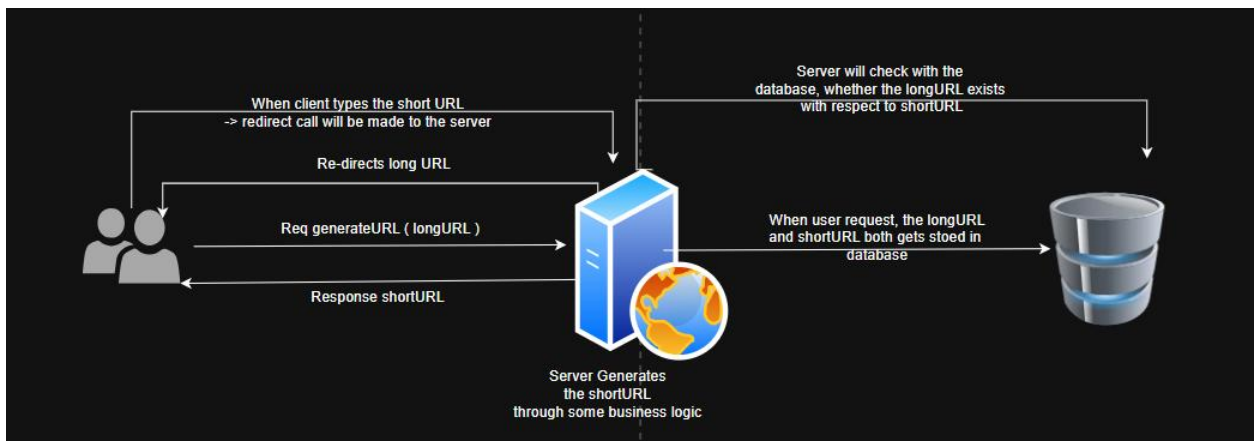 When client types the short URL
-> redirect call will be made to the server
Re-directs long URL
Req generateURL ( longURL )
Response shortURL
Server Generates
the shortURL
through some business logic
Server will check with the
database, whether the longURL exists
with respect to shortURL
When user request, the longURL
and shortURL both gets stoed in
database